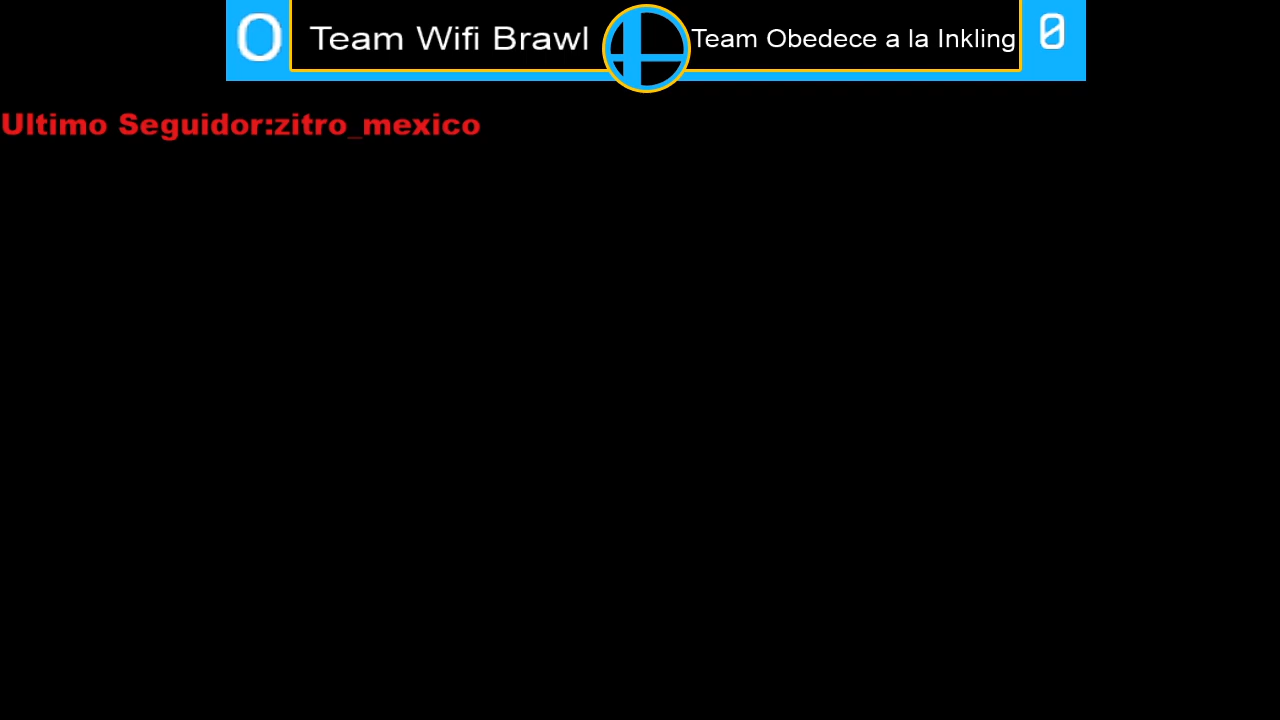 0 Team Wifi Brawl Team Obedece a la Inkling 0
Ultimo Seguidor:zitro_mexico